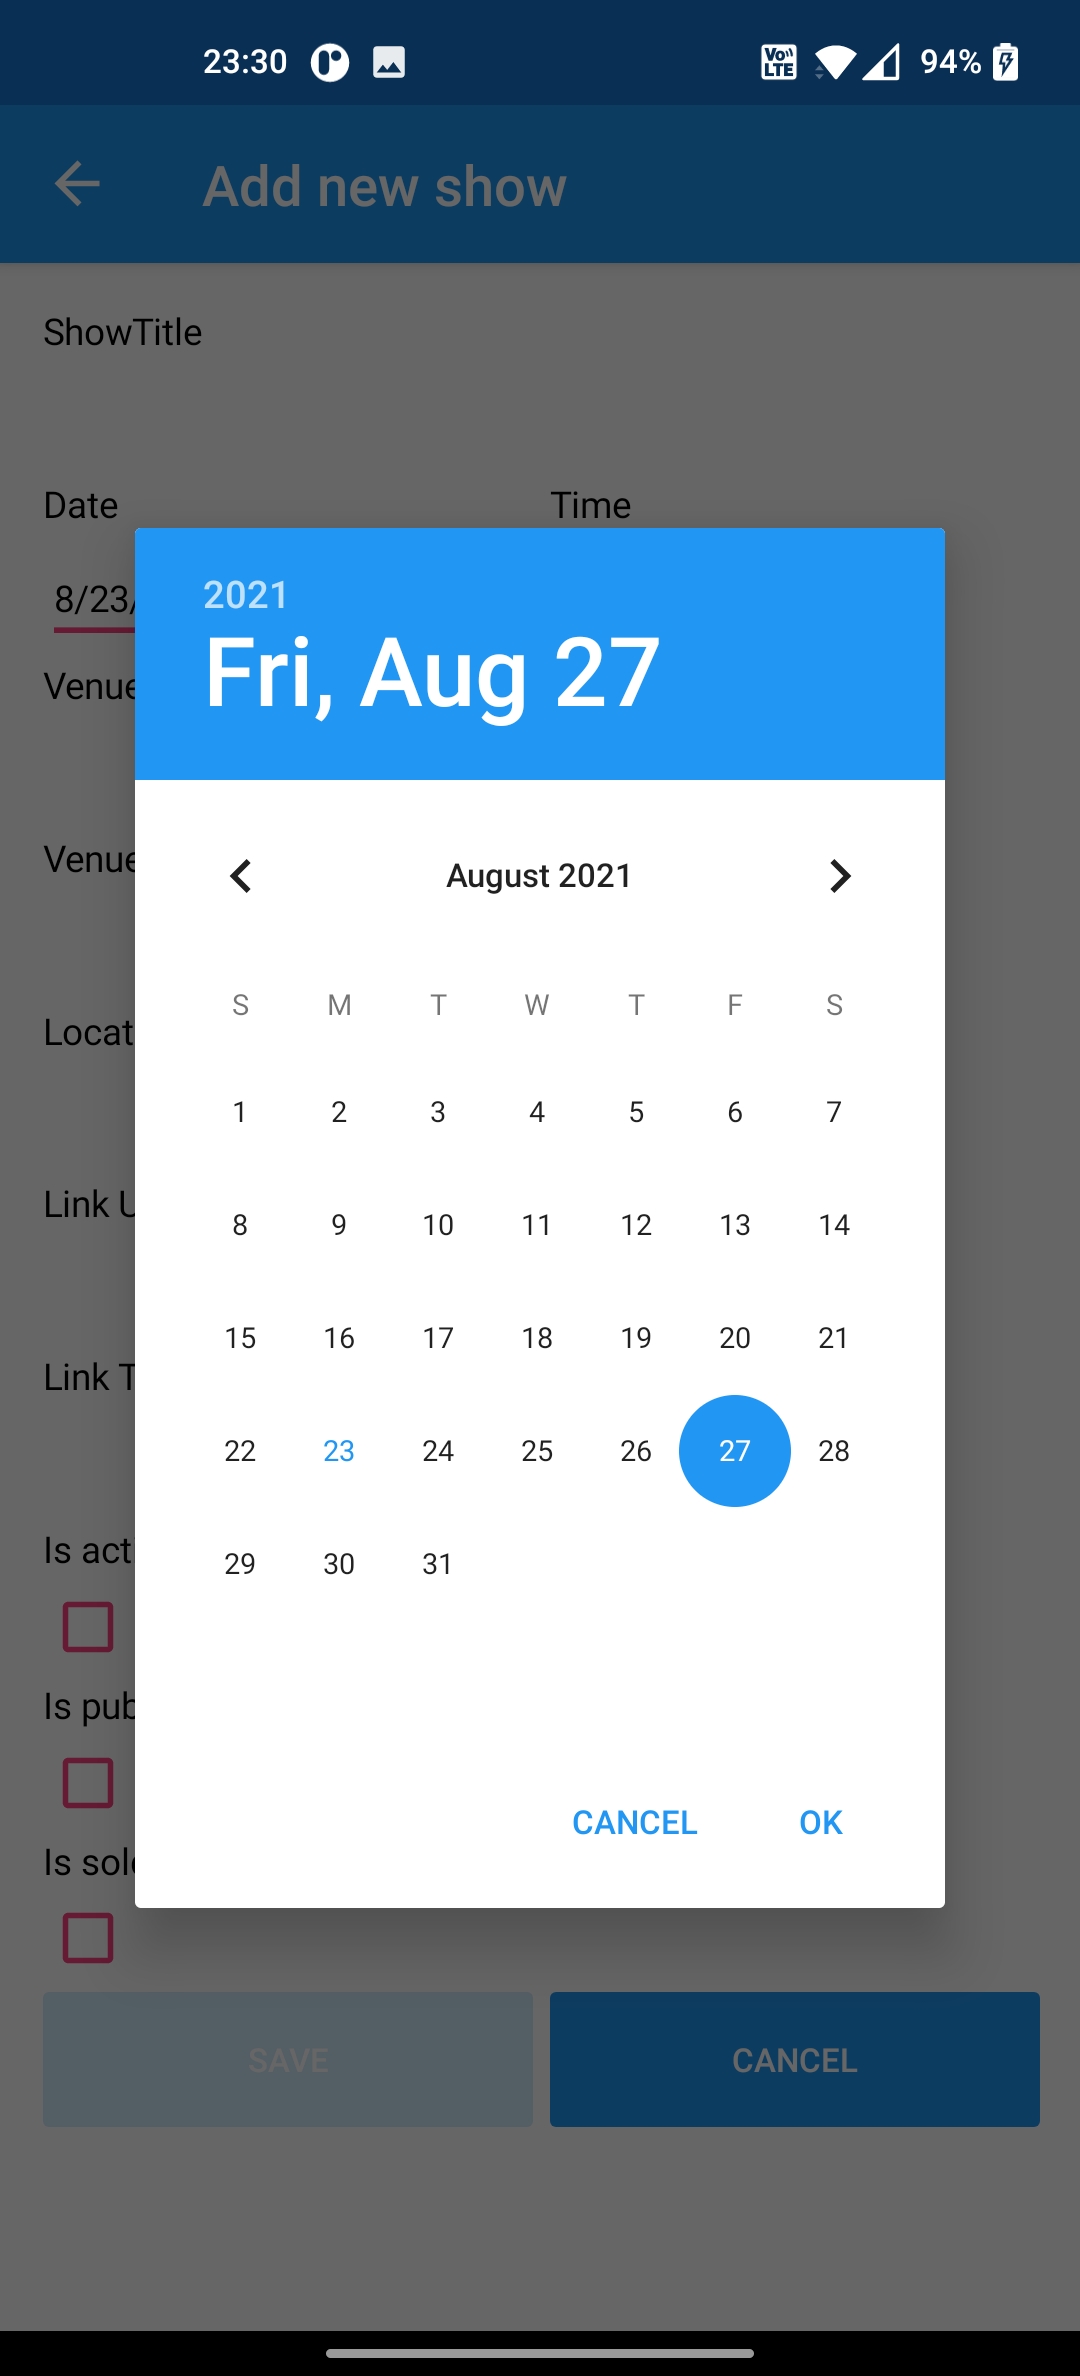 23:30 VoLTE 94%
Add new show
ShowTitle
Date Time
8/23/
Venue
Venue
Locat
Link U
Link T
Is act
Is pub
Is sol
2021
Fri, Aug 27
August 2021
S M T W T F S
1 2 3 4 5 6 7
8 9 10 11 12 13 14
15 16 17 18 19 20 21
22 23 24 25 26 27 28
29 30 31
CANCEL OK
SAVE CANCEL